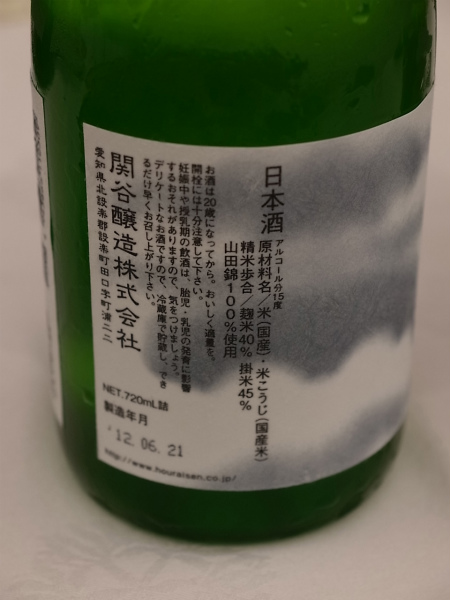 日本酒
アルコール分15度
原材料名/米(国産)・米こうじ(国産米)
精米歩合/麹米40% 掛米45%
山田錦100%使用
お酒は20歳になってから。おいしく適量を。
開栓には十分注意して下さい。
妊娠中や授乳期の飲酒は、胎児・乳児の発育に影響
するおそれがありますので、気をつけましょう。
デリケートなお酒ですので、冷蔵庫で貯蔵し、でき
るだけ早くお召し上がり下さい。
関谷醸造株式会社
愛知県北設楽郡設楽町田口字町浦二二
NET.720mL詰
製造年月
'12.06.21
http://www.houraisen.co.jp/